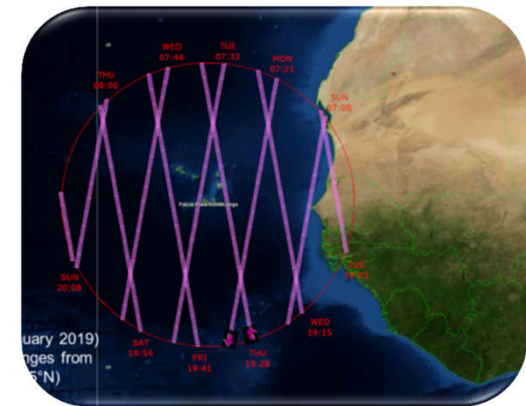 WED
07:46
TUE
07:33
MON
07:21
THU
08:00
SUN
07:08
SUN
20:08
TUE
19:02
WED
19:15
SAT
19:54
FRI
19:41
THU
19:28
uary 2019)
nges from
5°N)